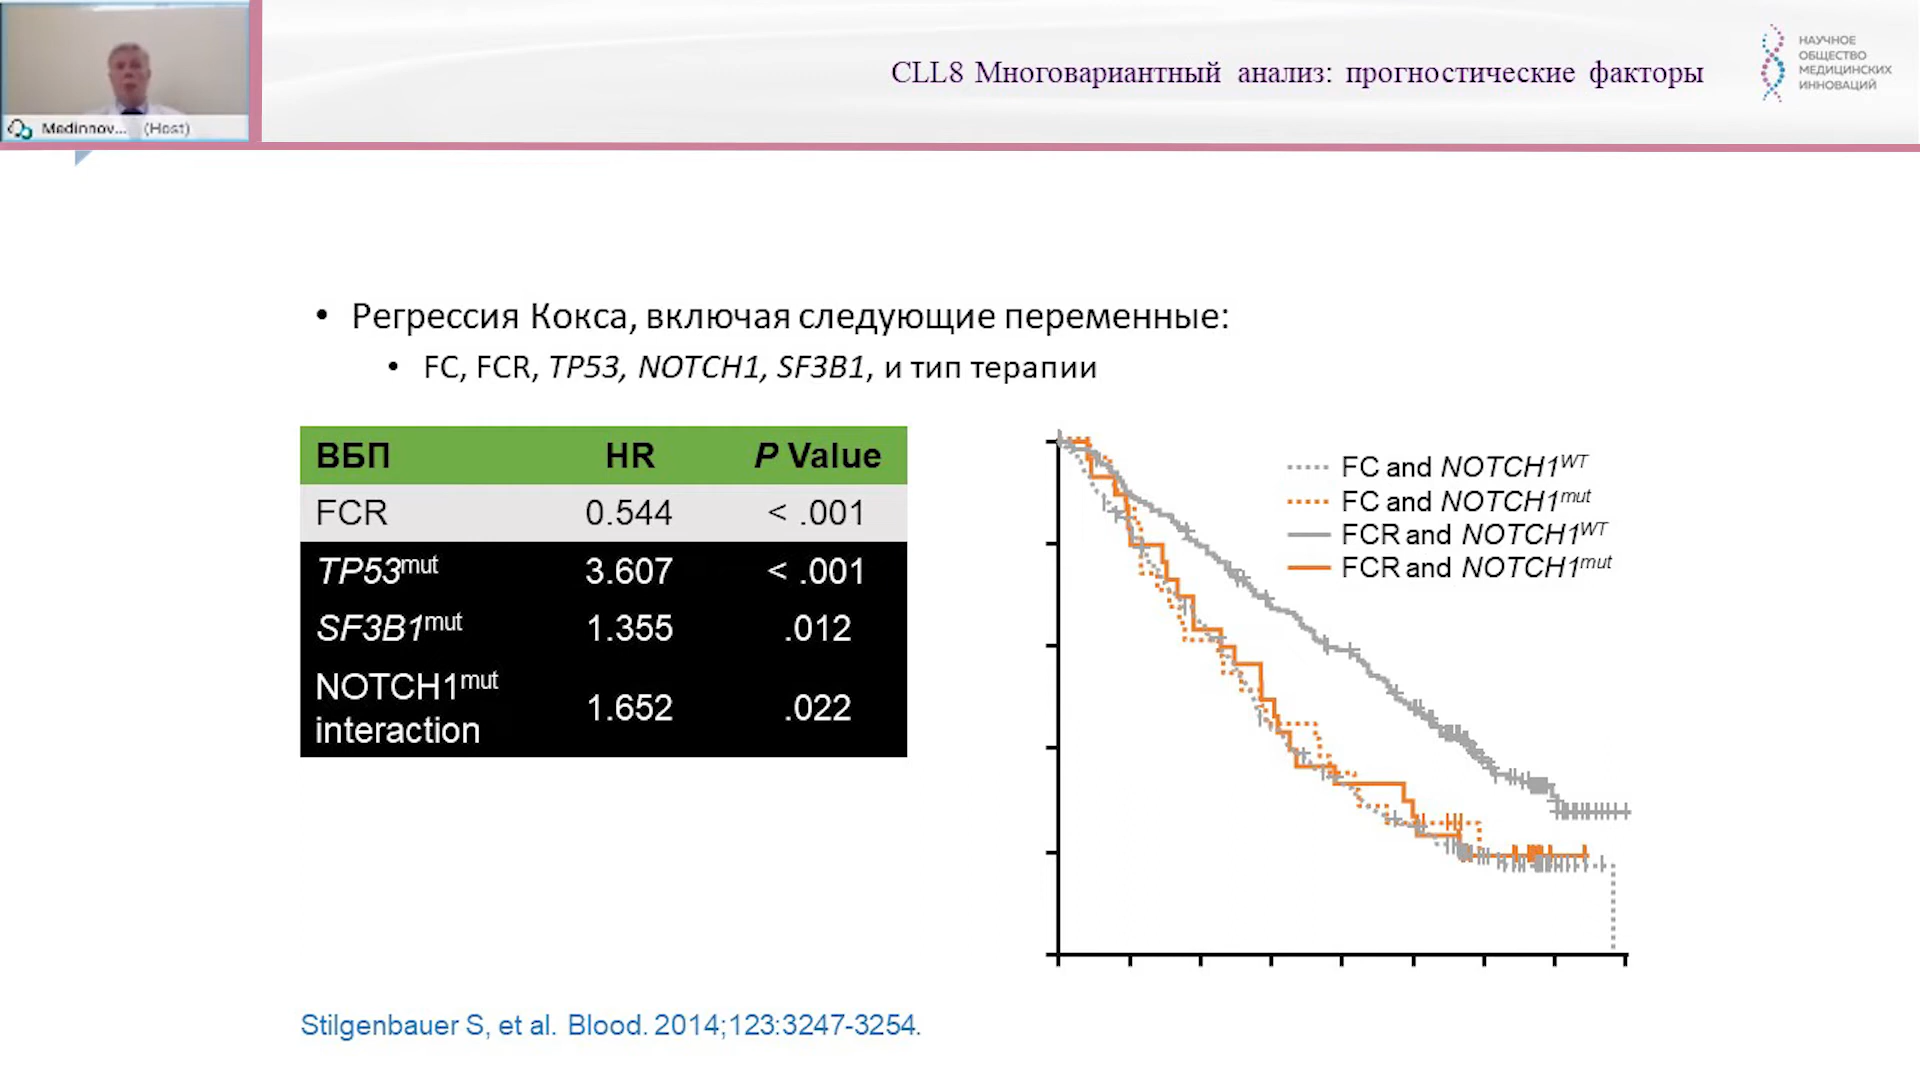 CLL8 Многовариантный анализ: прогностические факторы
НАУЧНОЕ
ОБЩЕСТВО
МЕДИЦИНСКИХ
ИННОВАЦИЙ
Medinnov... (Host)
• Регрессия Кокса, включая следующие переменные:
• FC, FCR, TP53, NOTCH1, SF3B1, и тип терапии
ВБП HR P Value
FCR 0.544 < .001
TP53mut 3.607 < .001
SF3B1mut 1.355 .012
NOTCH1mut
interaction 1.652 .022
FC and NOTCH1WT
FC and NOTCH1mut
FCR and NOTCH1WT
FCR and NOTCH1mut
Stilgenbauer S, et al. Blood. 2014;123:3247-3254.